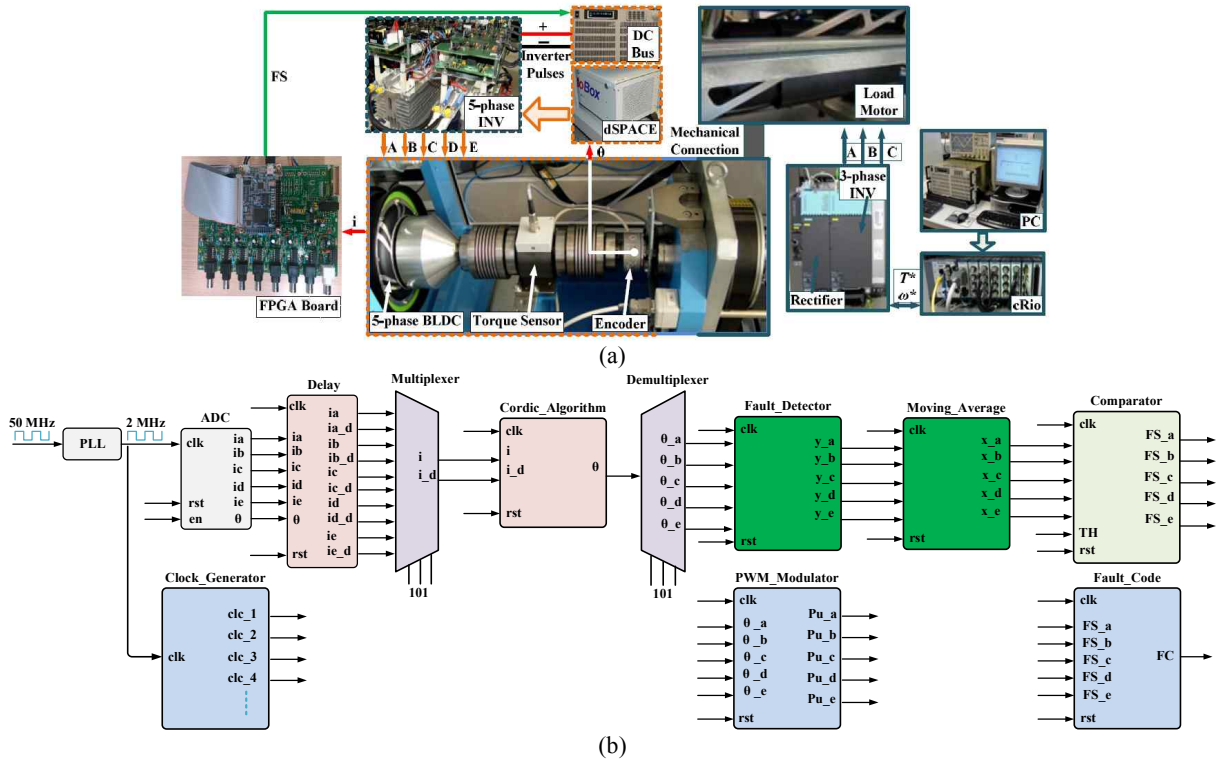 FS
+
−
Inverter
Pulses
DC
Bus
5-phase
INV
dSPACE
A B C D E
θ
Mechanical
Connection
Load
Motor
A B C
3-phase
INV
PC
i
FPGA Board
5-phase BLDC
Torque Sensor
Encoder
Rectifier
T*
ω*
cRio
(a)
50 MHz
PLL
2 MHz
ADC
clk
ia
ib
ic
id
rst ie
en θ
Delay
clk
ia
ia_d
ia
ib
ib
ib_d
ic
ic
ic_d
id
id
id_d
ie
ie
θ
ie_d
rst
Multiplexer
i
i_d
101
Cordic_Algorithm
clk
i
i_d
θ
rst
Demultiplexer
θ_a
θ_b
θ_c
θ_d
θ_e
101
Fault_Detector
clk
y_a
y_b
y_c
y_d
y_e
rst
Moving_Average
clk
x_a
x_b
x_c
x_d
x_e
rst
Comparator
clk
FS_a
FS_b
FS_c
FS_d
FS_e
TH
rst
Clock_Generator
clk
clc_1
clc_2
clc_3
clc_4
PWM_Modulator
clk
θ_a Pu_a
θ_b Pu_b
θ_c Pu_c
θ_d Pu_d
θ_e Pu_e
rst
Fault_Code
clk
FS_a
FS_b
FS_c
FS_d
FS_e
FC
rst
(b)